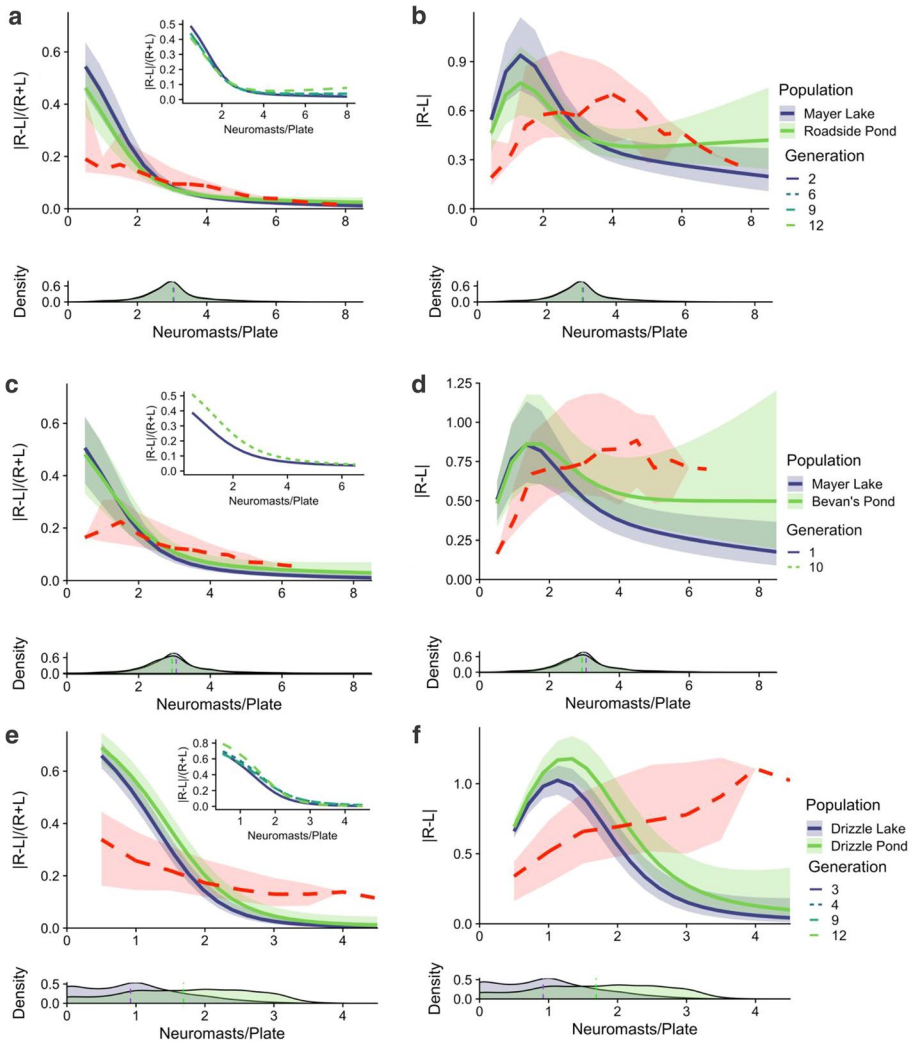 a
|R-L|/(R+L)
0.6
0.4
0.2
0.0
0 2 4 6 8
|R-L|/(R+L)
0.5
0.4
0.3
0.2
0.1
0.0
2 4 6 8
Neuromasts/Plate
Density
0.6
0.0
0 2 4 6 8
Neuromasts/Plate
b
|R-L|
0.9
0.6
0.3
0.0
0 2 4 6 8
Population
Mayer Lake
Roadside Pond
Generation
2
6
9
12
Density
0.6
0.0
0 2 4 6 8
Neuromasts/Plate
c
|R-L|/(R+L)
0.6
0.4
0.2
0.0
0 2 4 6 8
|R-L|/(R+L)
0.5
0.4
0.3
0.2
0.1
0.0
2 4 6
Neuromasts/Plate
Density
0.6
0.0
0 2 4 6 8
Neuromasts/Plate
d
|R-L|
1.25
1.00
0.75
0.50
0.25
0.00
0 2 4 6 8
Population
Mayer Lake
Bevan's Pond
Generation
1
10
Density
0.6
0.0
0 2 4 6 8
Neuromasts/Plate
e
|R-L|/(R+L)
0.6
0.4
0.2
0.0
0 1 2 3 4
|R-L|/(R+L)
0.8
0.6
0.4
0.2
0.0
1 2 3 4
Neuromasts/Plate
Density
0.5
0.0
0 1 2 3 4
Neuromasts/Plate
f
|R-L|
1.0
0.5
0.0
0 1 2 3 4
Population
Drizzle Lake
Drizzle Pond
Generation
3
4
9
12
Density
0.5
0.0
0 1 2 3 4
Neuromasts/Plate